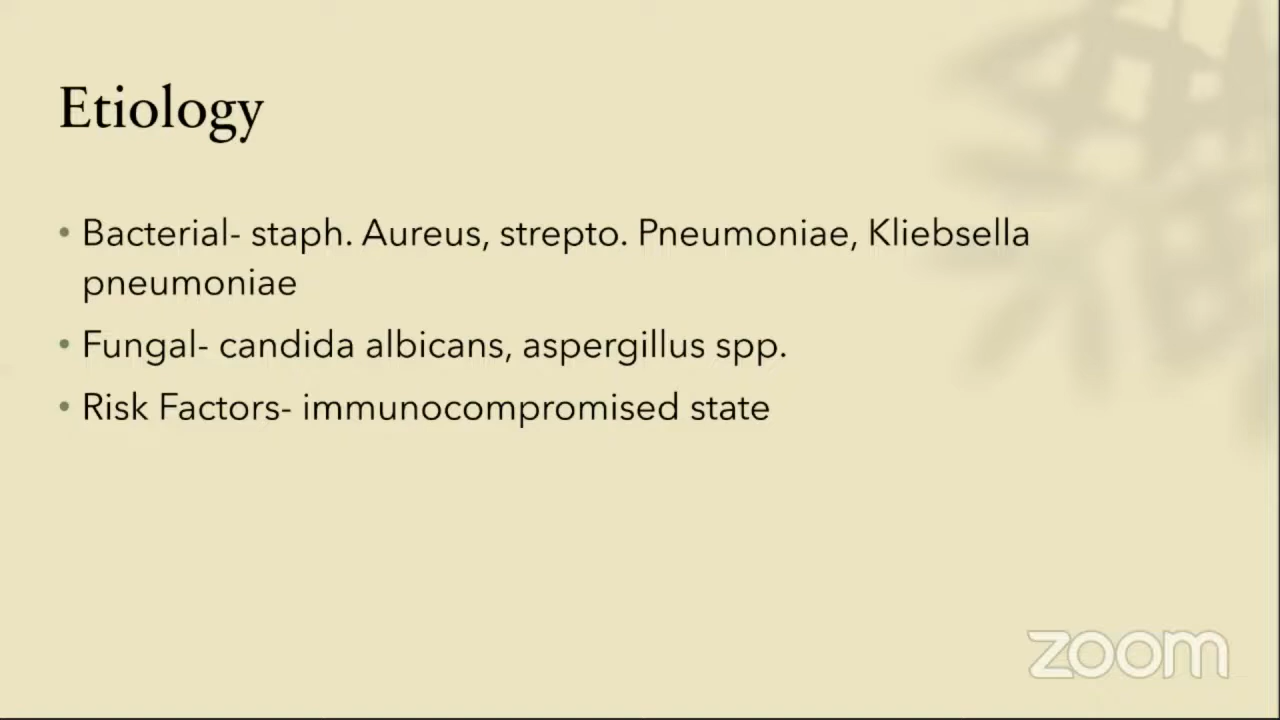 Etiology
• Bacterial- staph. Aureus, strepto. Pneumoniae, Kliebsella
pneumoniae
• Fungal- candida albicans, aspergillus spp.
• Risk Factors- immunocompromised state
zoom